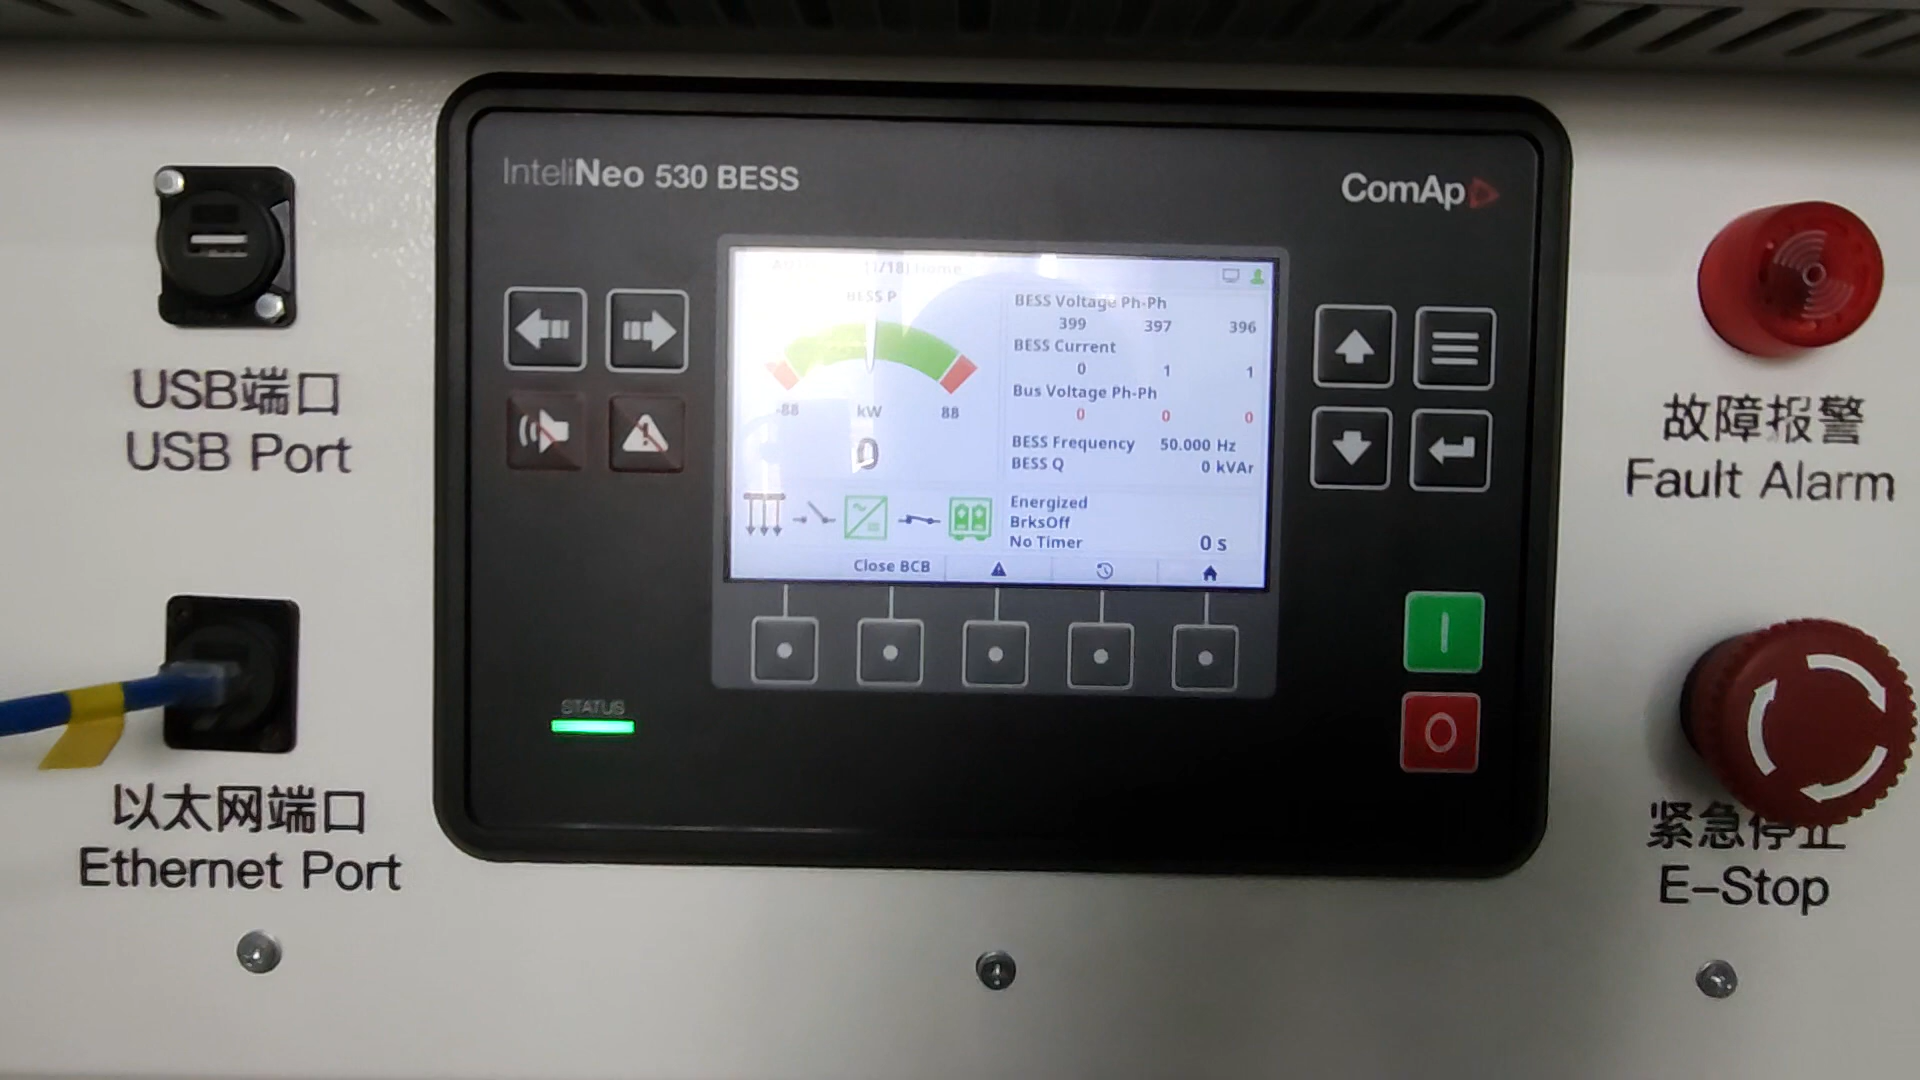 InteliNeo 530 BESS
ComAp
[1/18] Home
BESS P
-88
kW
88
0
BESS Voltage Ph-Ph
399 397 396
BESS Current
0 1 1
Bus Voltage Ph-Ph
0 0 0
BESS Frequency 50.000 Hz
BESS Q 0 kVAr
Energized
BrksOff
No Timer 0 s
Close BCB
STATUS
USB端口
USB Port
以太网端口
Ethernet Port
故障报警
Fault Alarm
紧急停止
E-Stop